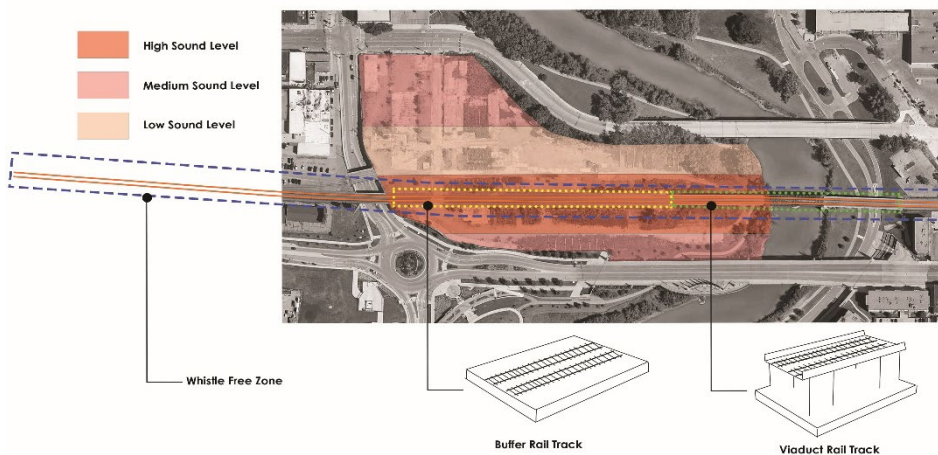 High Sound Level
Medium Sound Level
Low Sound Level
Whistle Free Zone
Buffer Rail Track
Viaduct Rail Track